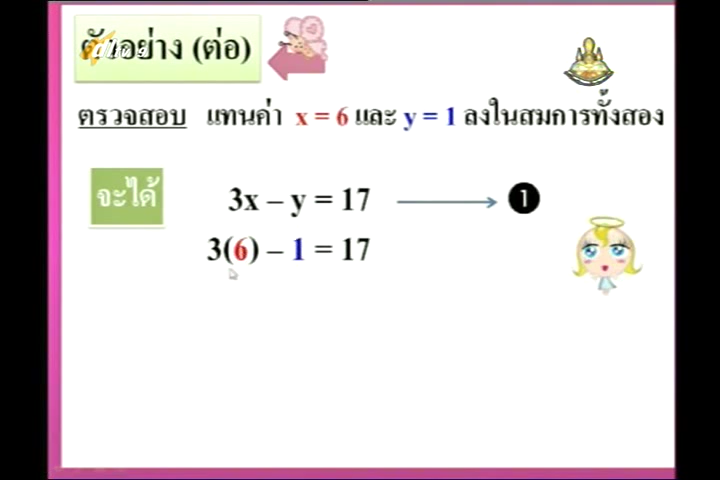 ตัวอย่าง (ต่อ)
ตรวจสอบ แทนค่า x = 6 และ y = 1 ลงในสมการทั้งสอง
จะได้ 3x – y = 17 ⟶ ❶
3(6) – 1 = 17